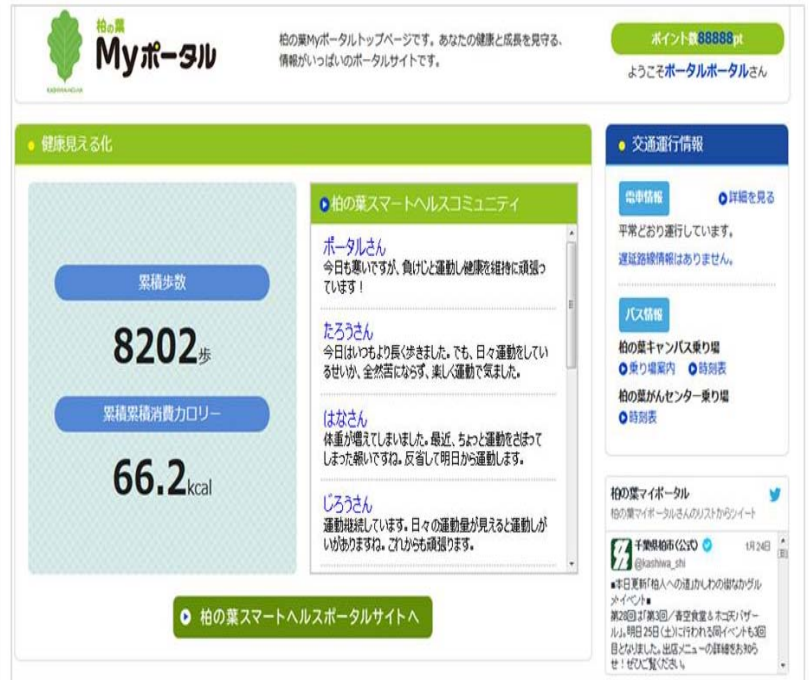 柏の葉
Myポータル
KASHIWA-NO-HA
柏の葉Myポータルトップページです。あなたの健康と成長を見守る、
情報がいっぱいのポータルサイトです。
ポイント数88888pt
ようこそポータルポータルさん
健康見える化
累積歩数
8202歩
累積累積消費カロリー
66.2kcal
柏の葉スマートヘルスコミュニティ
ポータルさん
今日も寒いですが、負けじと運動し健康を維持に頑張っ
ています！
たろうさん
今日はいつもより長く歩きました。でも、日々運動をしてい
るせいか、全然苦にならず、楽しく運動で気ました。
はなさん
体重が増えてしまいました。最近、ちょっと運動をさぼって
しまった報いですね。反省して明日から運動します。
じろうさん
運動継続しています。日々の運動量が見えると運動しが
いがありますね。これからも頑張ります。
柏の葉スマートヘルスポータルサイトへ
交通運行情報
電車情報
詳細を見る
平常どおり運行しています。
遅延路線情報はありません。
バス情報
柏の葉キャンパス乗り場
乗り場案内 時刻表
柏の葉がんセンター乗り場
時刻表
柏の葉マイポータル
柏の葉マイポータルさんのリストからツイート
千葉県柏市(公式) 1月24日
@kashiwa_shi
■本日更新「柏人への道」かしわの街なかグル
メ・イベント■
第28回は「第3回／青空食堂＆ホコ天バザー
ル」。明日25日（土）に行われる同イベントも3回
目となりました。出店メニューの詳細をお知ら
せ！ぜひご覧ください。